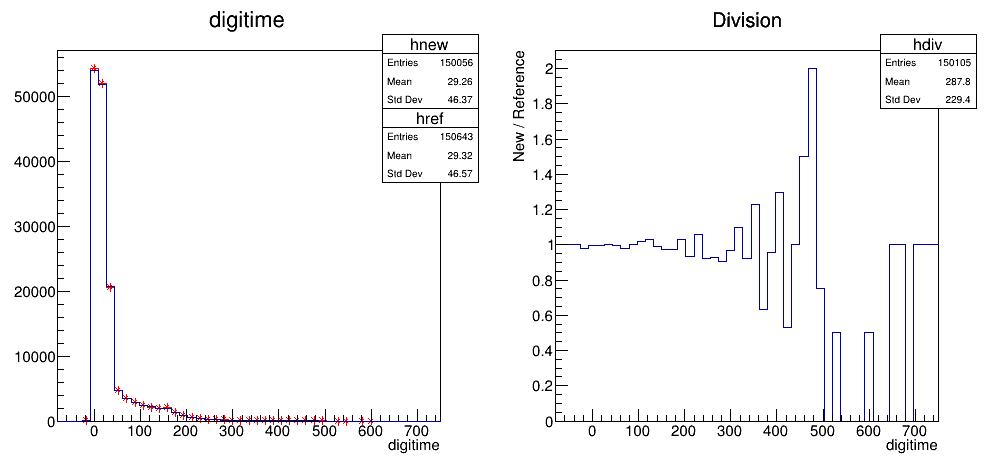 digitime
hnew
Entries 150056
Mean 29.26
Std Dev 46.37
href
Entries 150643
Mean 29.32
Std Dev 46.57
50000
40000
30000
20000
10000
0
0 100 200 300 400 500 600 700
digitime
Division
hdiv
Entries 150105
Mean 287.8
Std Dev 229.4
New / Reference
2
1.8
1.6
1.4
1.2
1
0.8
0.6
0.4
0.2
0
0 100 200 300 400 500 600 700
digitime